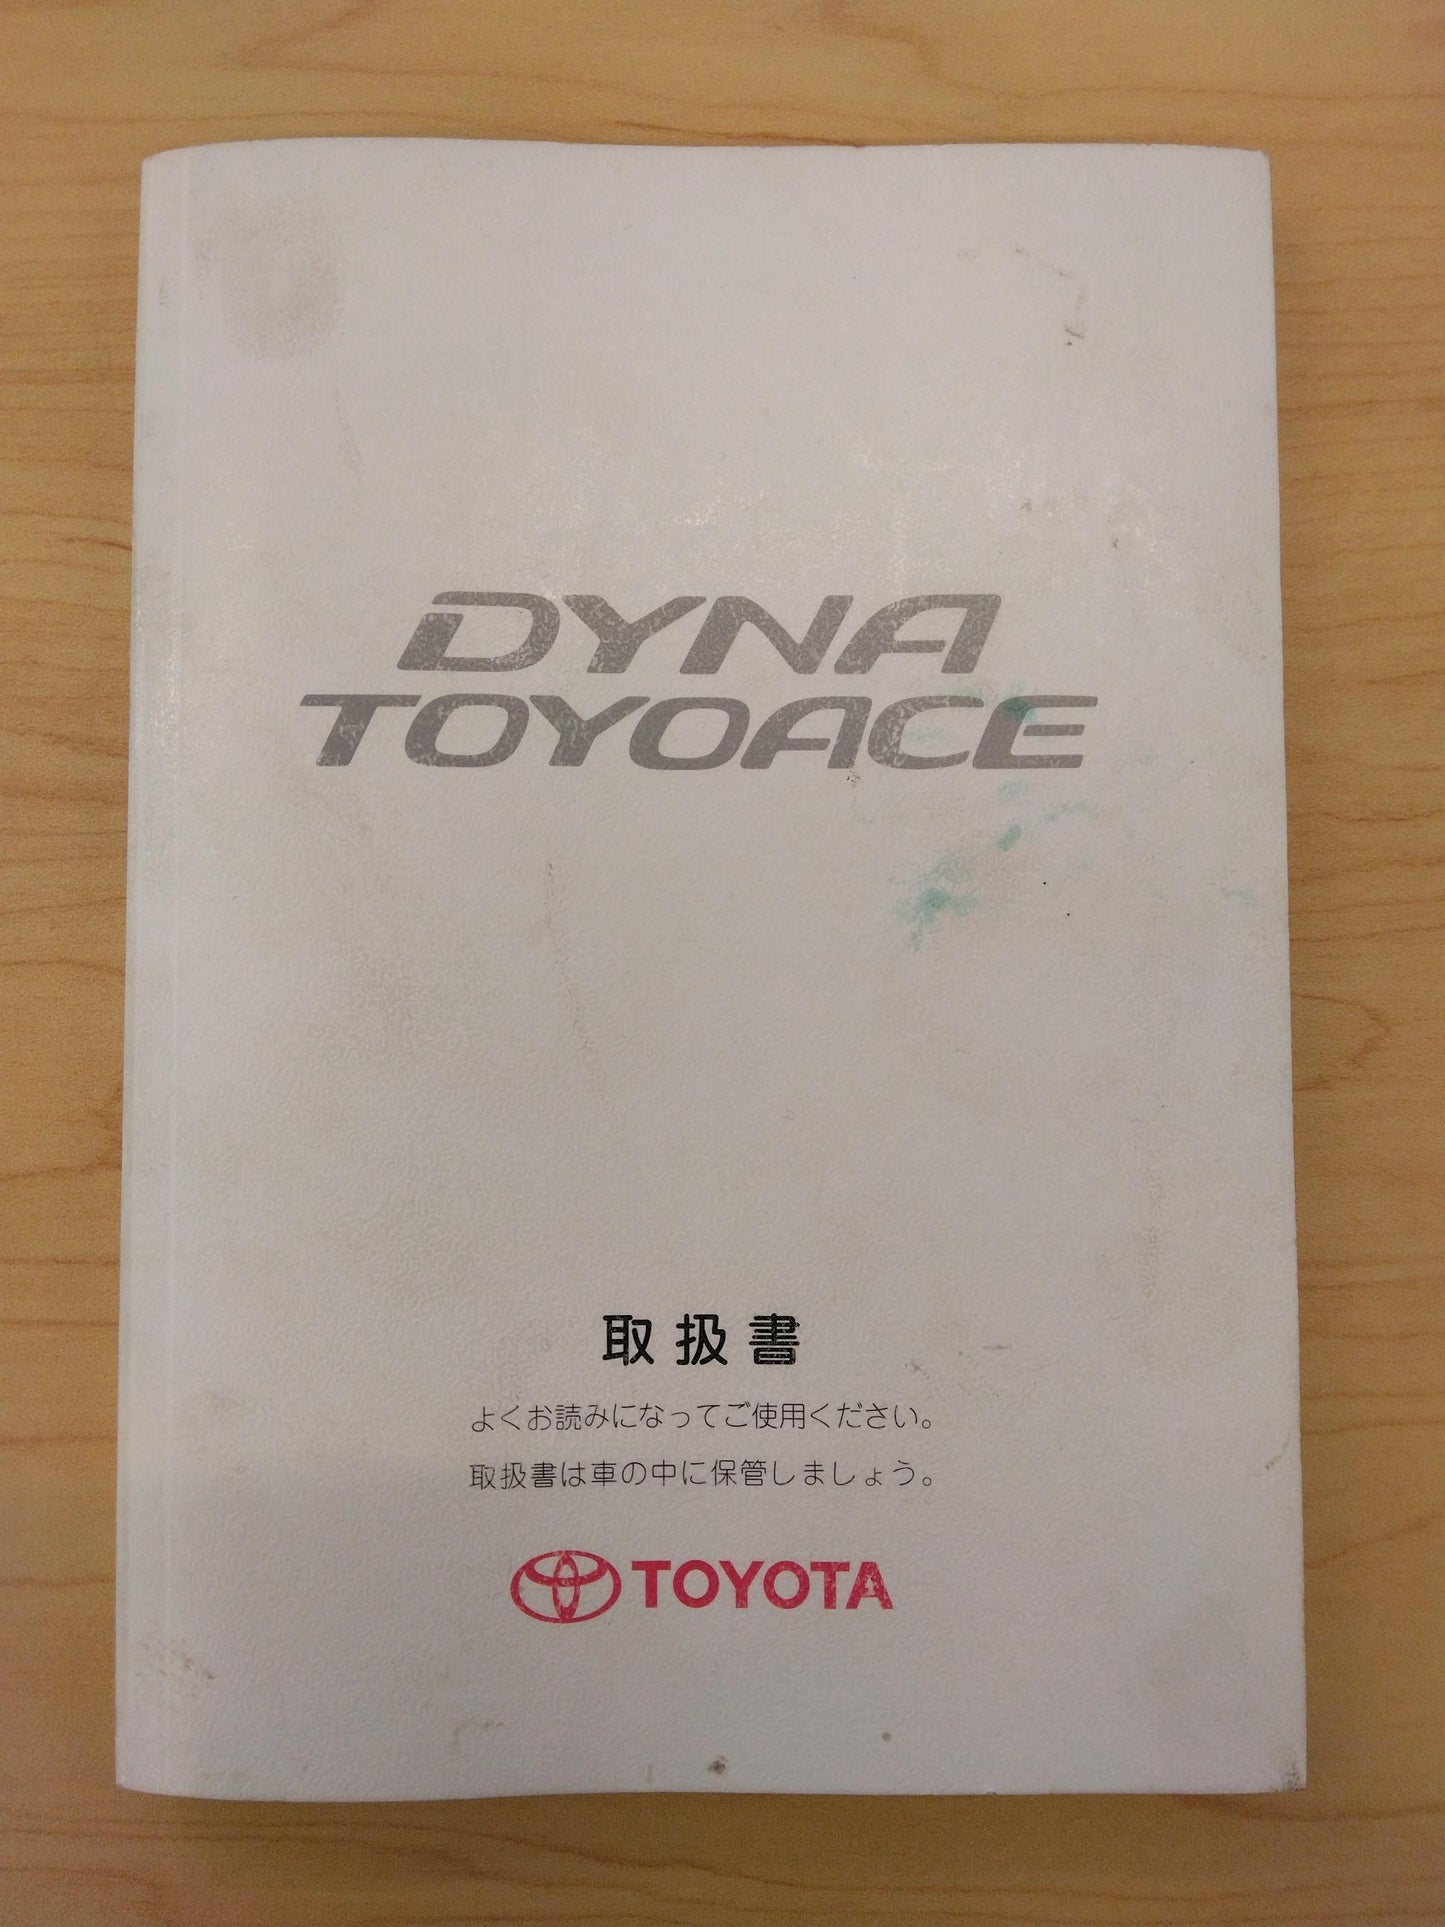 DYNA
TOYOACE
取扱書
よくお読みになってご使用ください。
取扱書は車の中に保管しましょう。
TOYOTA